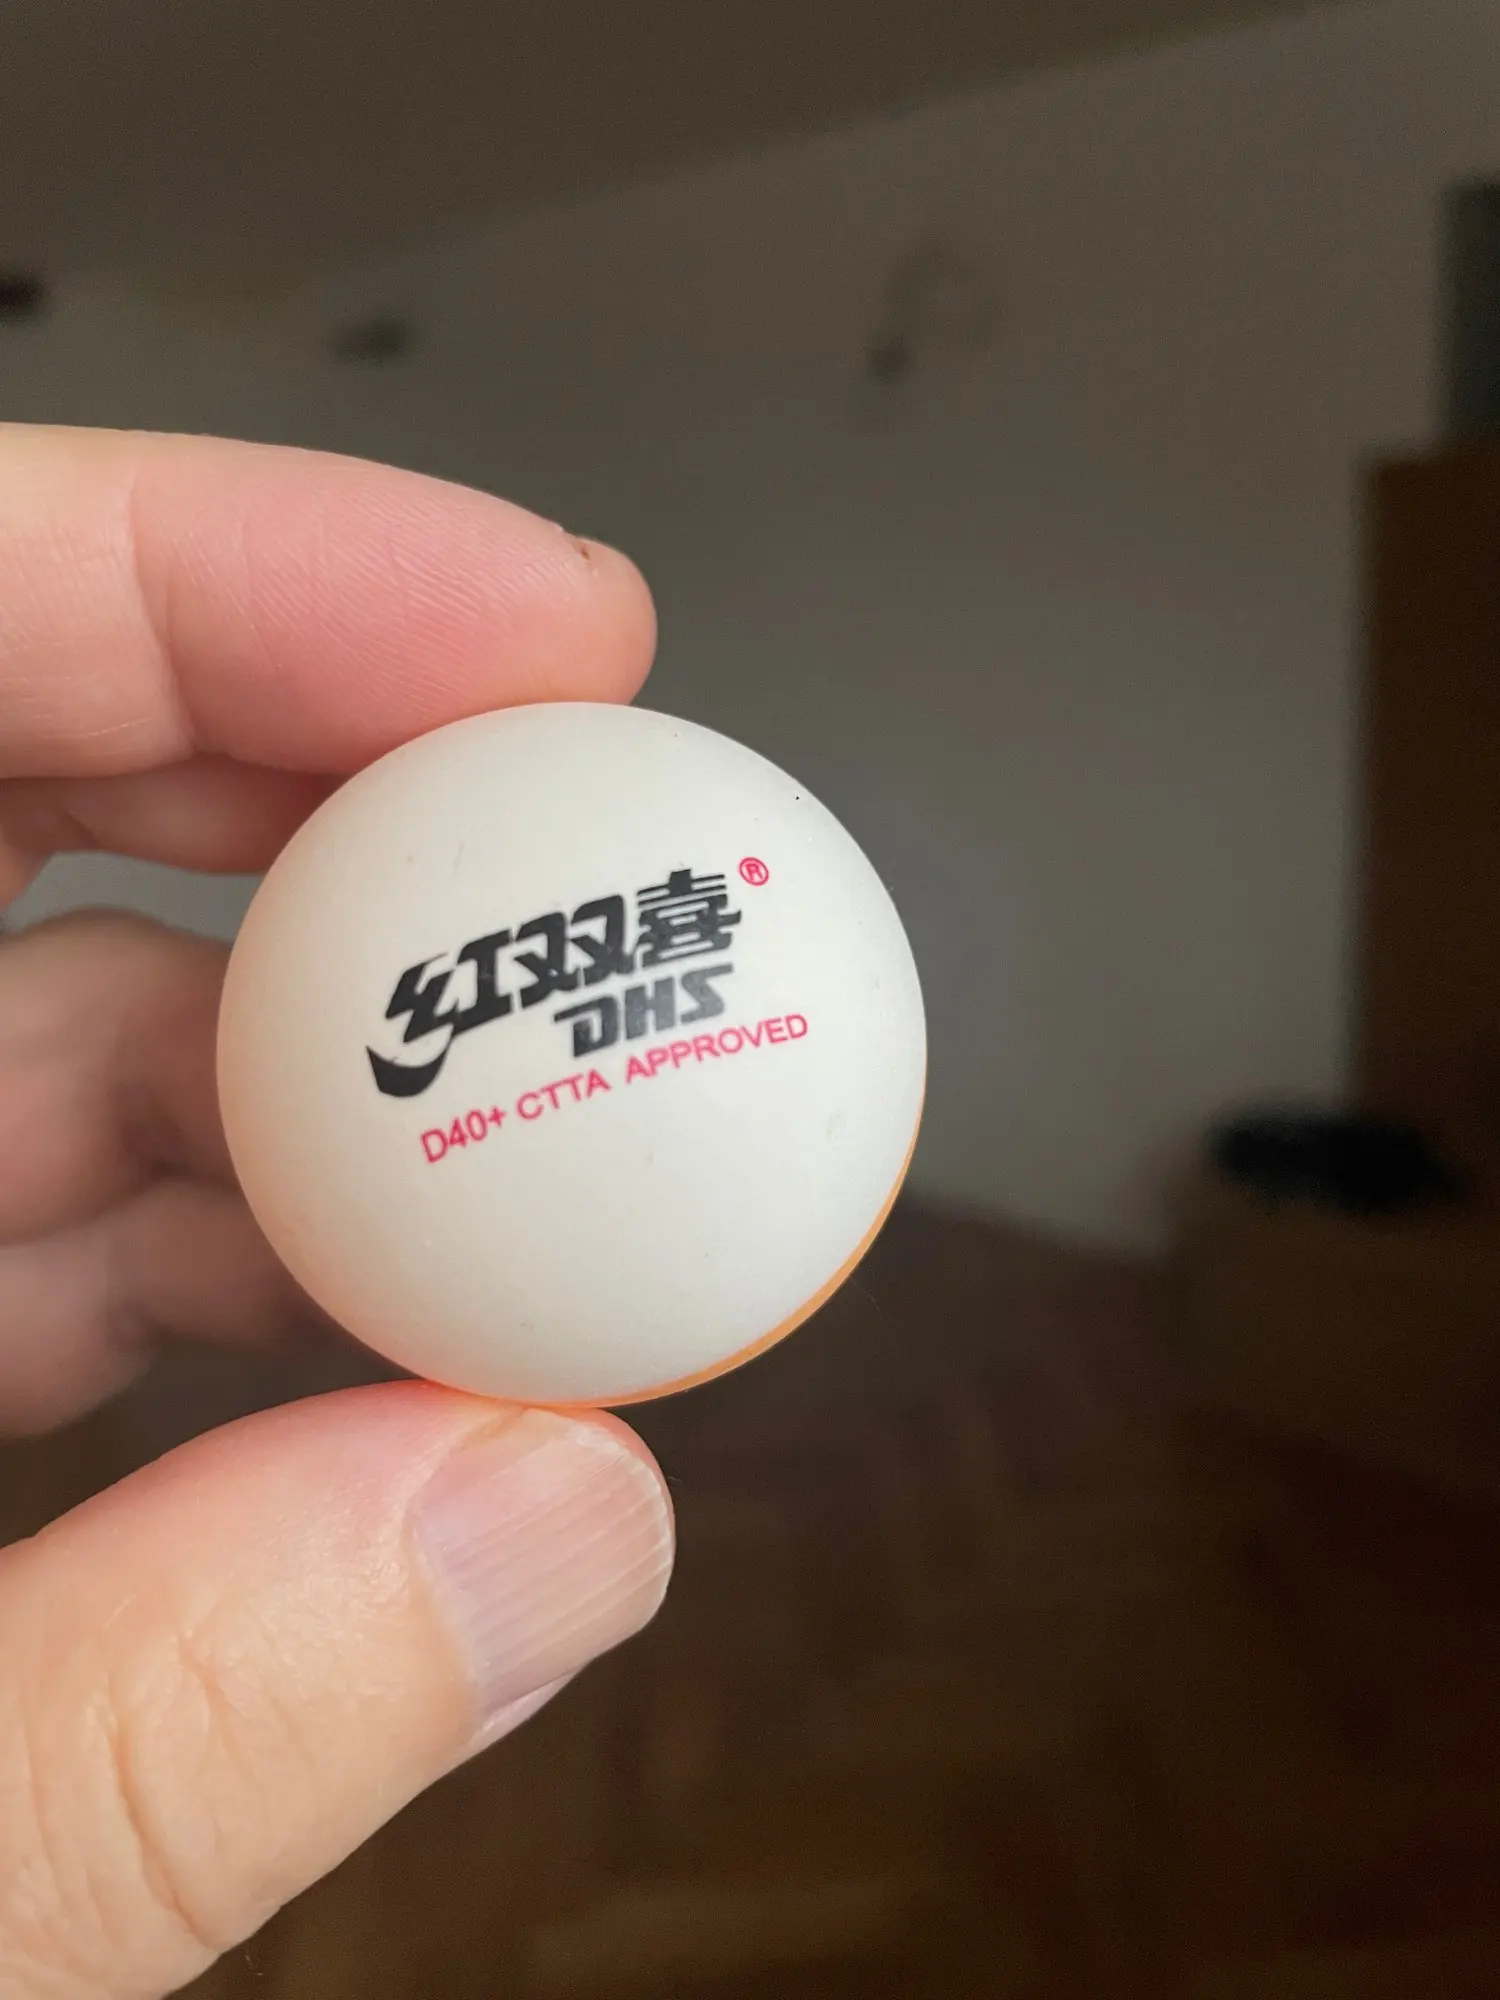 红双喜®
DHS
D40+ CTTA APPROVED